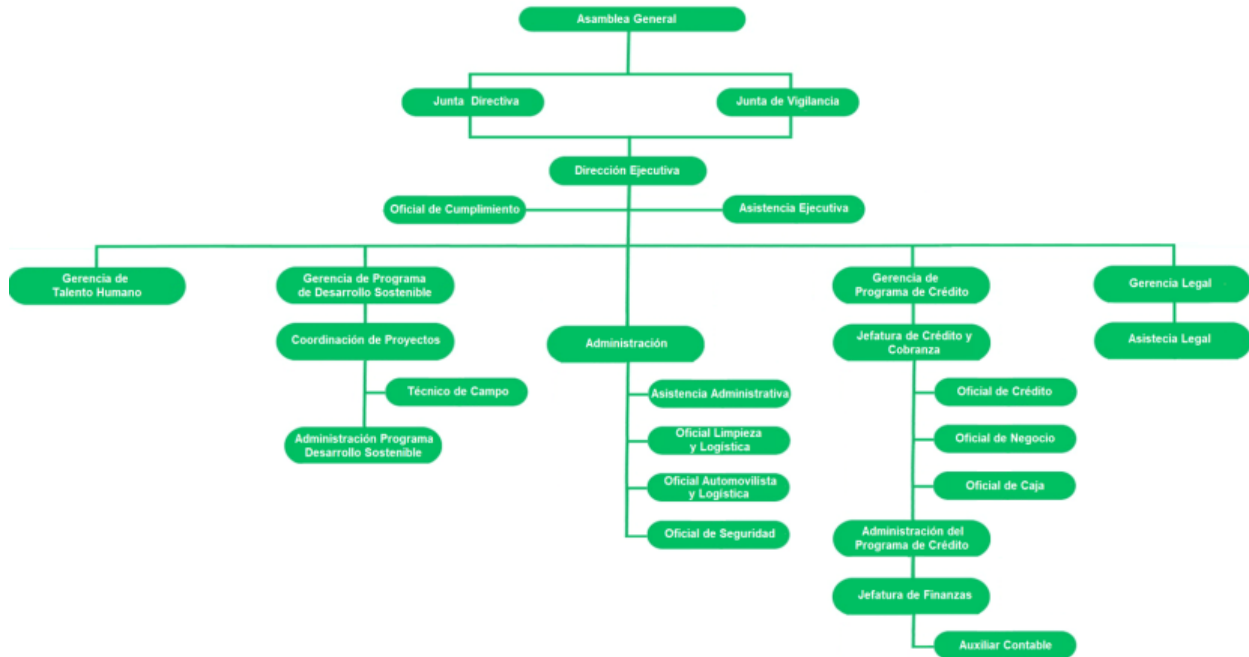 Asamblea General
Junta Directiva
Junta de Vigilancia
Dirección Ejecutiva
Oficial de Cumplimiento
Asistencia Ejecutiva
Gerencia de
Talento Humano
Gerencia de Programa
de Desarrollo Sostenible
Gerencia de
Programa de Crédito
Gerencia Legal
Coordinación de Proyectos
Administración
Jefatura de Crédito y
Cobranza
Asistecia Legal
Técnico de Campo
Asistencia Administrativa
Oficial de Crédito
Administración Programa
Desarrollo Sostenible
Oficial Limpieza
y Logística
Oficial de Negocio
Oficial Automovilista
y Logística
Oficial de Caja
Oficial de Seguridad
Administración del
Programa de Crédito
Jefatura de Finanzas
Auxiliar Contable